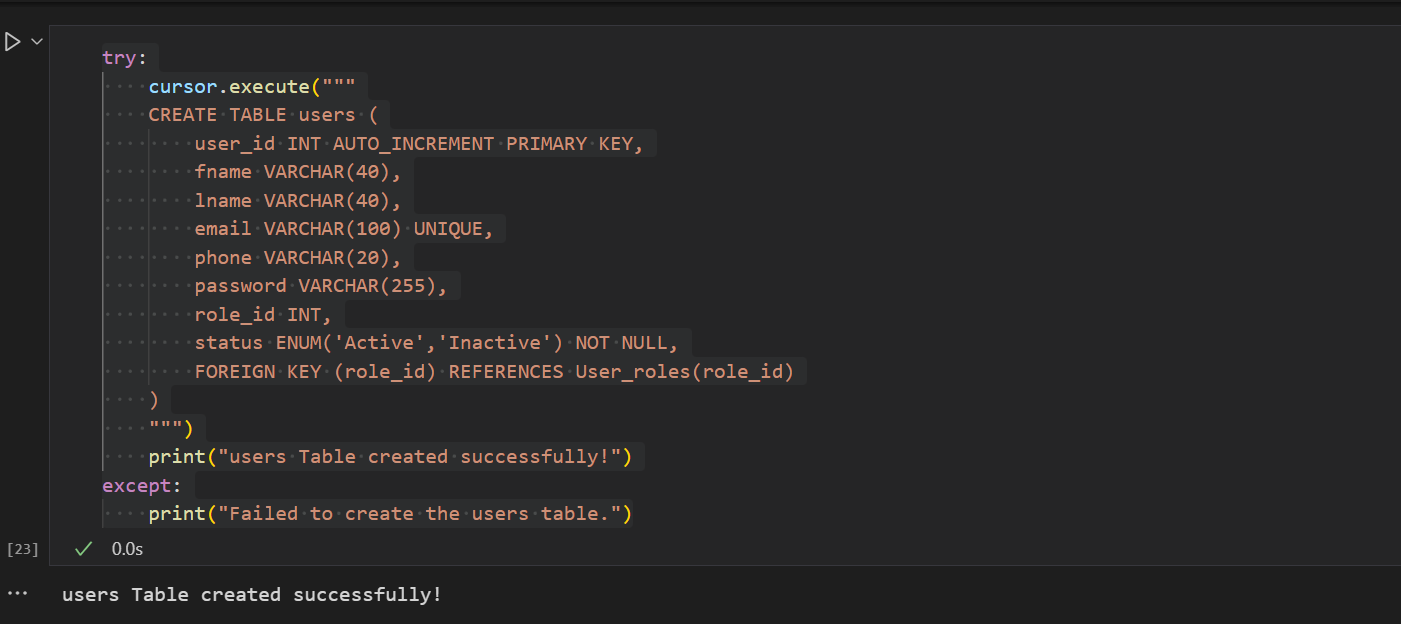 try:
    cursor.execute("""
    CREATE TABLE users (
        user_id INT AUTO_INCREMENT PRIMARY KEY,
        fname VARCHAR(40),
        lname VARCHAR(40),
        email VARCHAR(100) UNIQUE,
        phone VARCHAR(20),
        password VARCHAR(255),
        role_id INT,
        status ENUM('Active','Inactive') NOT NULL,
        FOREIGN KEY (role_id) REFERENCES User_roles(role_id)
    )
    """)
    print("users Table created successfully!")
except:
    print("Failed to create the users table.")
[23] 0.0s
users Table created successfully!